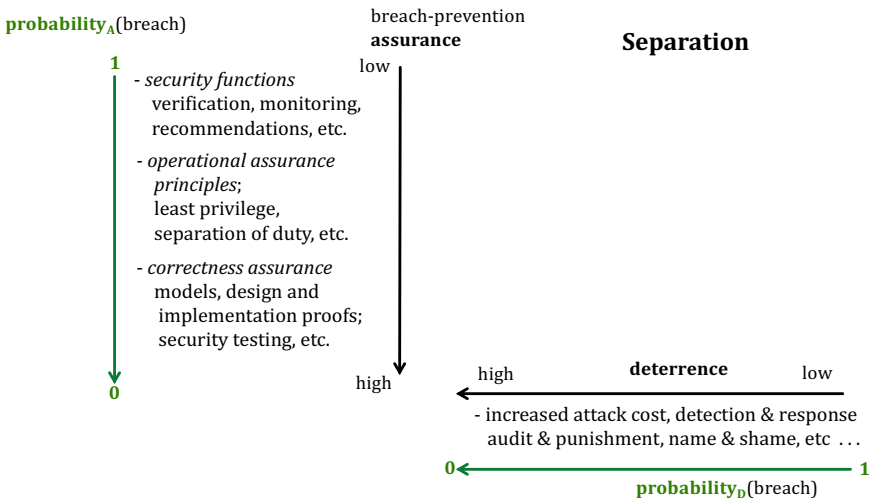 probabilityA(breach)
breach-prevention
assurance
Separation
1
low
- security functions
verification, monitoring,
recommendations, etc.
- operational assurance
principles;
least privilege,
separation of duty, etc.
- correctness assurance
models, design and
implementation proofs;
security testing, etc.
high
0
high
deterrence
low
- increased attack cost, detection & response
audit & punishment, name & shame, etc ...
0
1
probabilityD(breach)